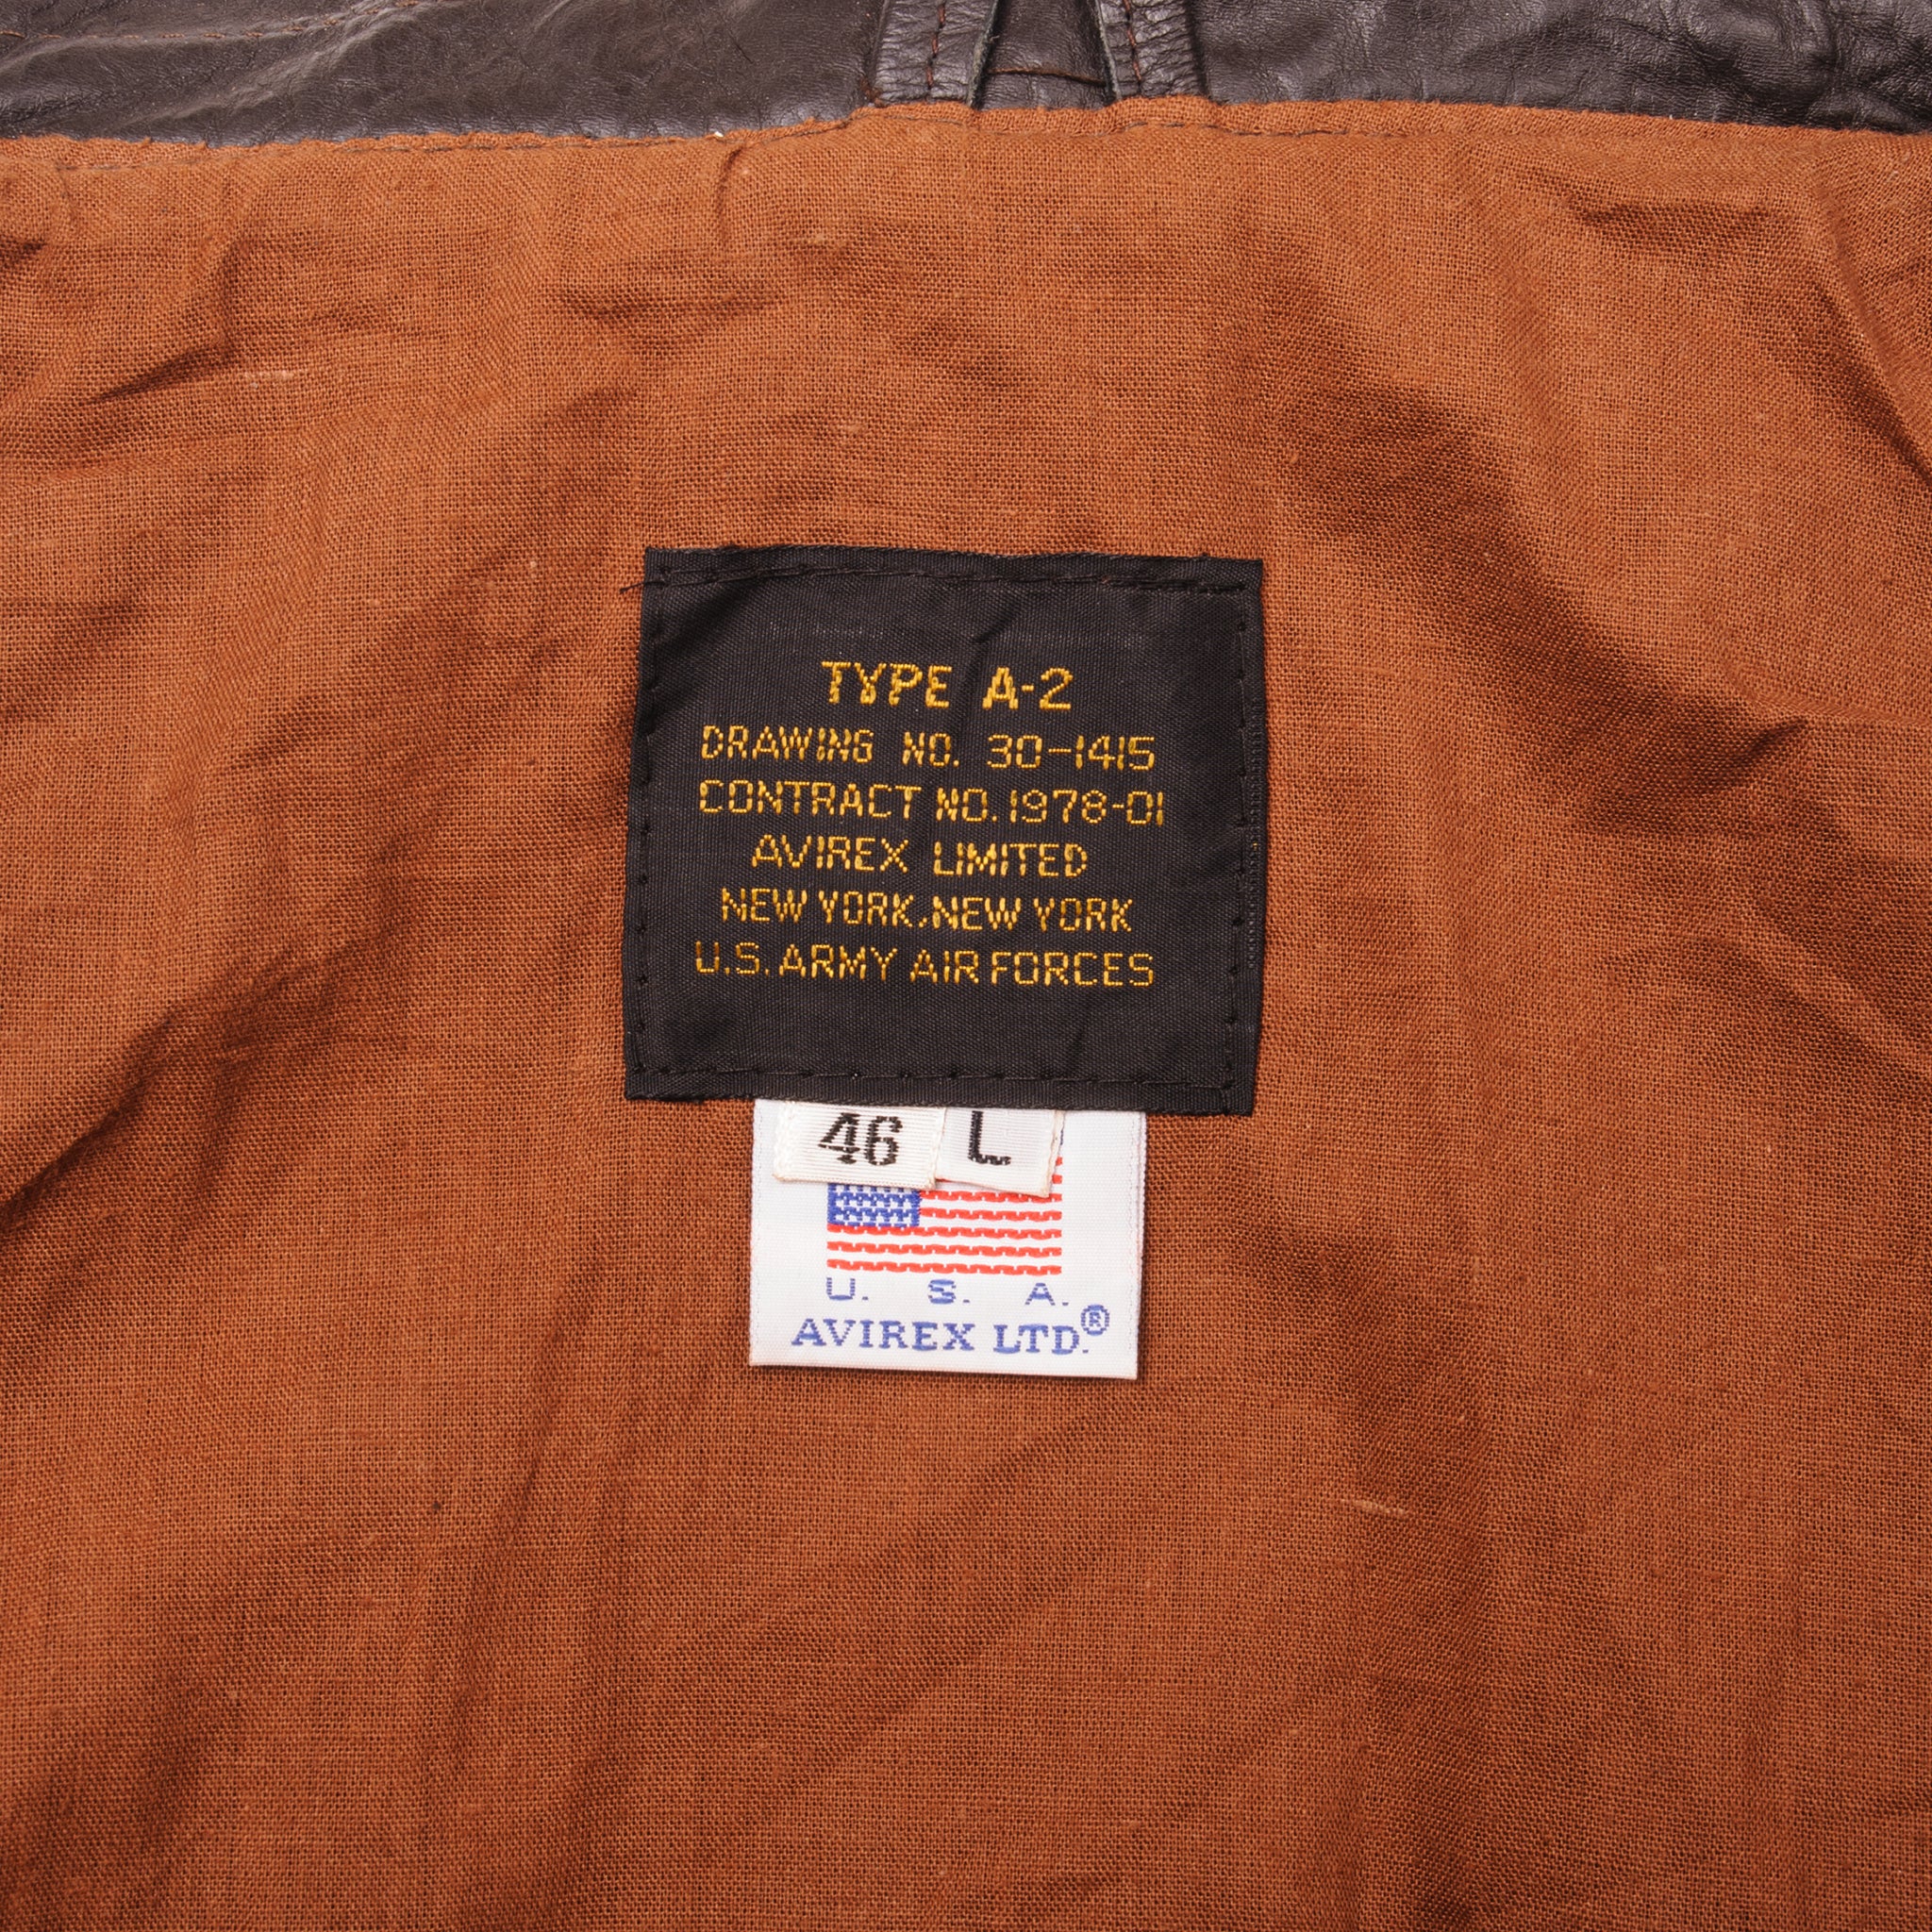 TYPE A-2
DRAWING NO. 30-1415
CONTRACT NO. 1978-01
AVIREX LIMITED
NEW YORK, NEW YORK
U.S. ARMY AIR FORCES
46 L
U. S. A.
AVIREX LTD.®